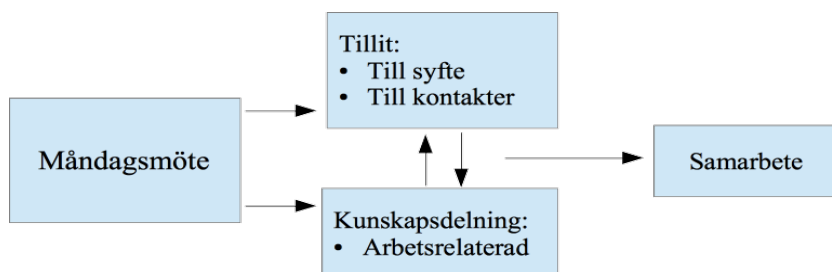 Måndagsmöte
Tillit:
• Till syfte
• Till kontakter
Kunskapsdelning:
• Arbetsrelaterad
Samarbete